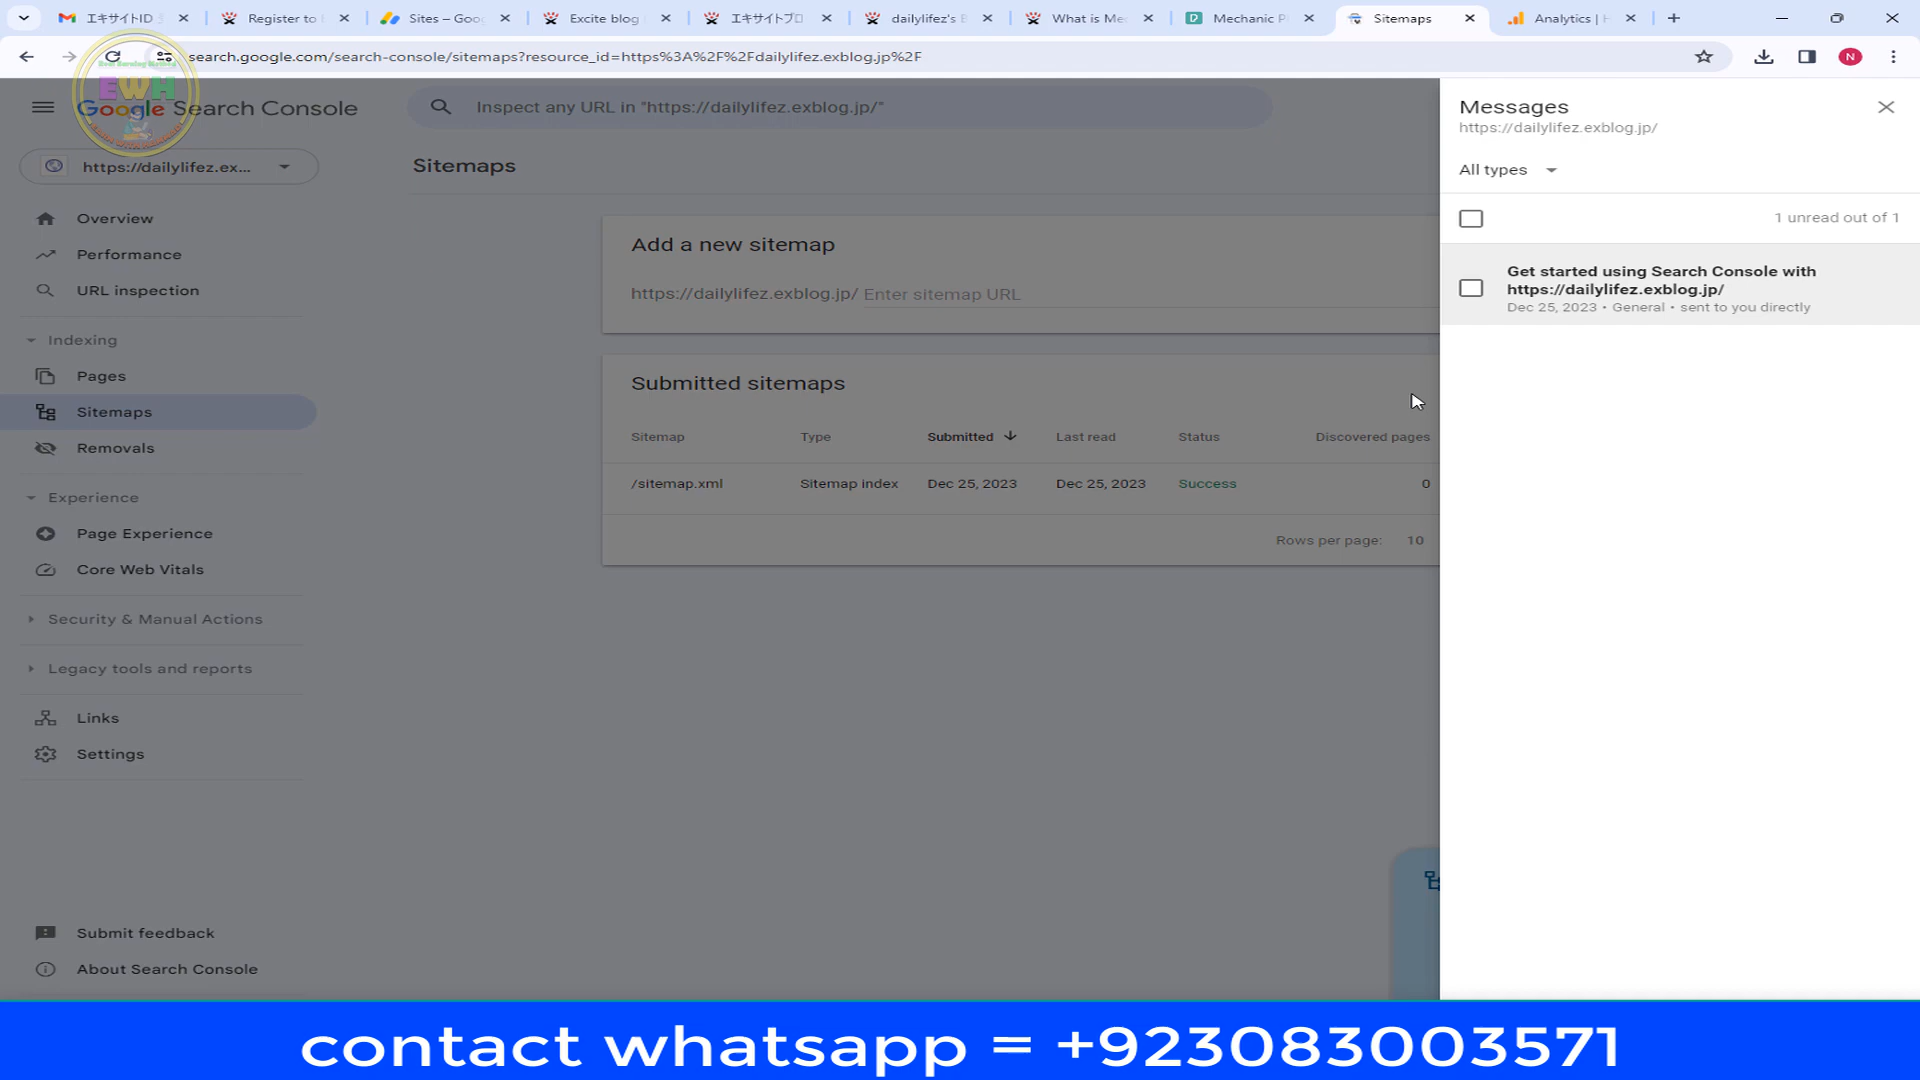 エキサイトID
Register to
Sites – Goo
Excite blog
エキサイトブロ
dailylifez's
What is Me
Mechanic P
Sitemaps
Analytics |
search.google.com/search-console/sitemaps?resource_id=https%3A%2F%2Fdailylifez.exblog.jp%2F
N
EWH
Google Search Console
Inspect any URL in "https://dailylifez.exblog.jp/"
https://dailylifez.ex...
Sitemaps
Overview
Performance
URL inspection
Indexing
Pages
Sitemaps
Removals
Experience
Page Experience
Core Web Vitals
Security & Manual Actions
Legacy tools and reports
Links
Settings
Submit feedback
About Search Console
Add a new sitemap
https://dailylifez.exblog.jp/ Enter sitemap URL
Submitted sitemaps
Sitemap Type Submitted Last read Status Discovered pages
/sitemap.xml Sitemap index Dec 25, 2023 Dec 25, 2023 Success 0
Rows per page: 10
Messages
https://dailylifez.exblog.jp/
All types
1 unread out of 1
Get started using Search Console with
https://dailylifez.exblog.jp/
Dec 25, 2023 • General • sent to you directly
contact whatsapp = +923083003571